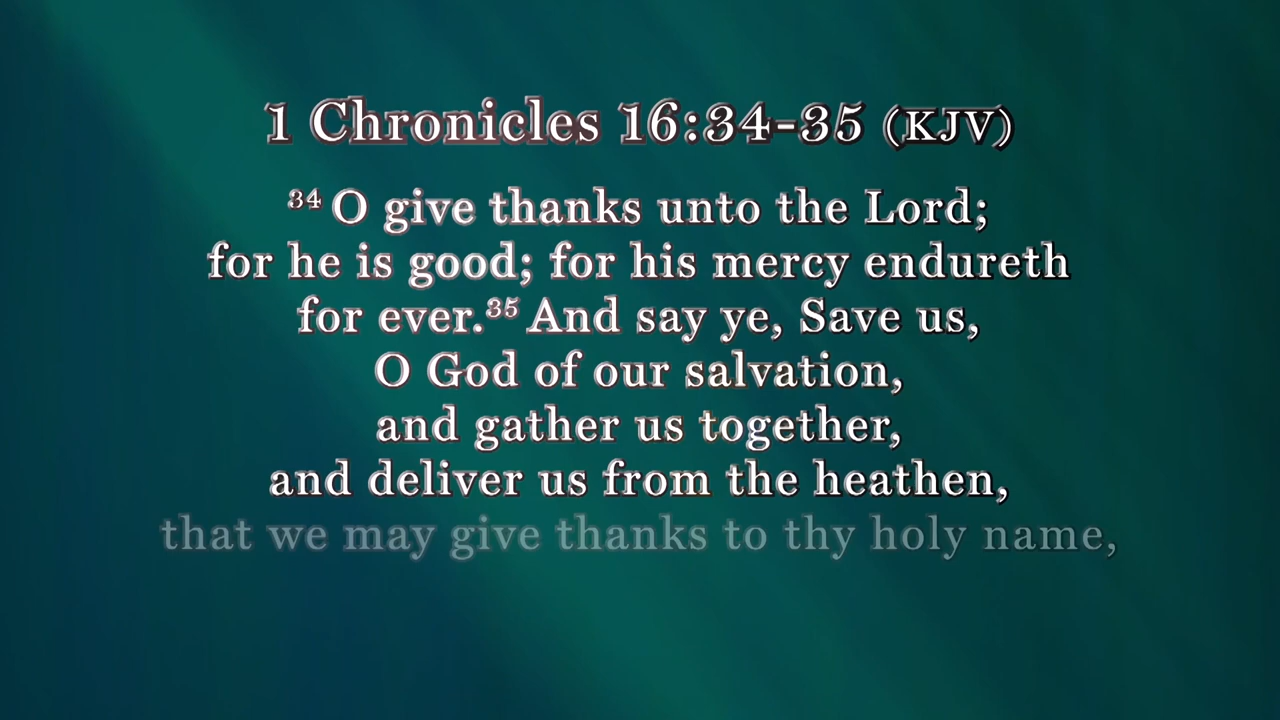 1 Chronicles 16:34-35 (KJV)
³⁴ O give thanks unto the Lord;
for he is good; for his mercy endureth
for ever.³⁵ And say ye, Save us,
O God of our salvation,
and gather us together,
and deliver us from the heathen,
that we may give thanks to thy holy name,